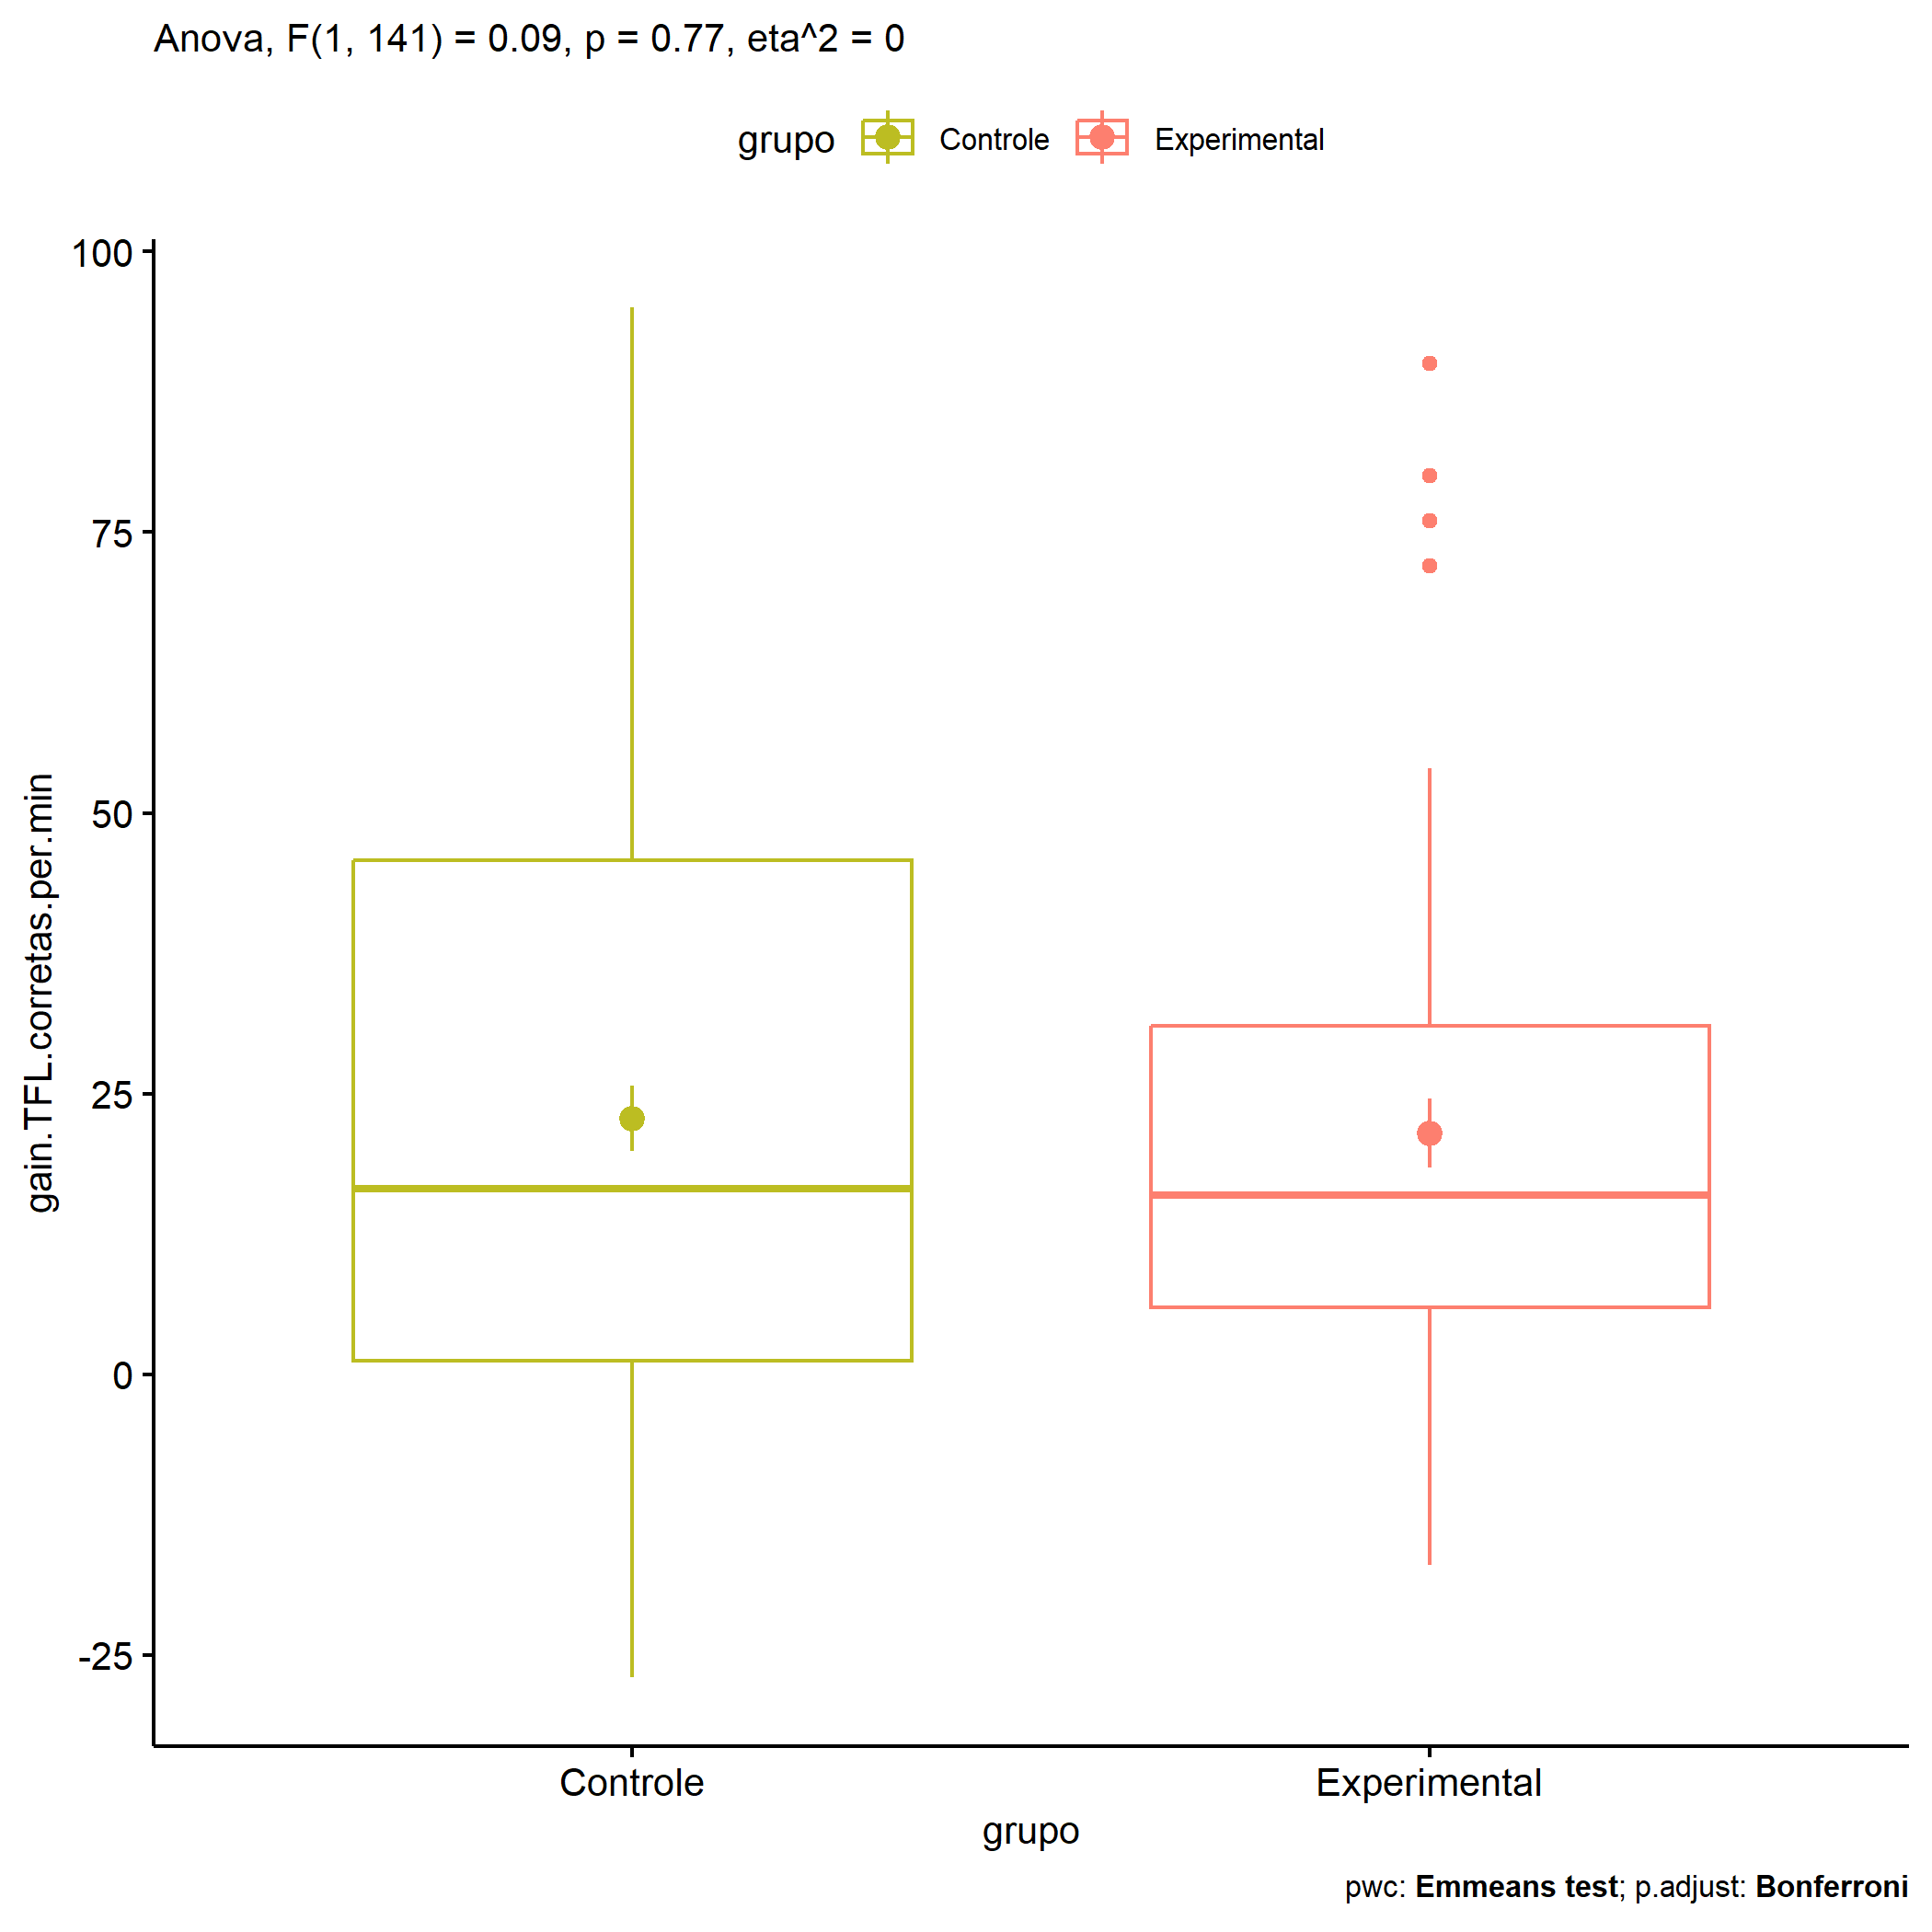 Anova, F(1, 141) = 0.09, p = 0.77, eta^2 = 0
grupo Controle Experimental
100
75
50
25
0
-25
gain.TFL.corretas.per.min
Controle Experimental
grupo
pwc: Emmeans test; p.adjust: Bonferroni